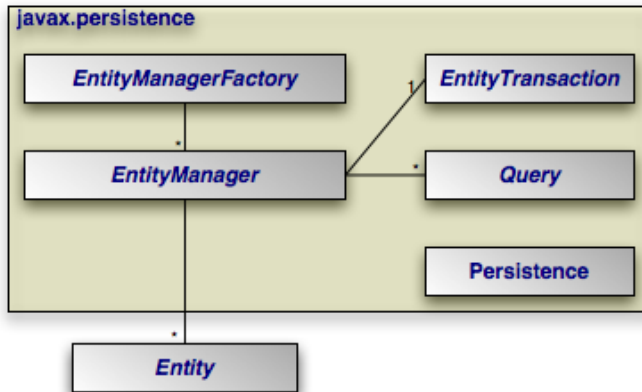 javax.persistence
EntityManagerFactory
EntityTransaction
1
*
EntityManager
*
Query
Persistence
*
Entity